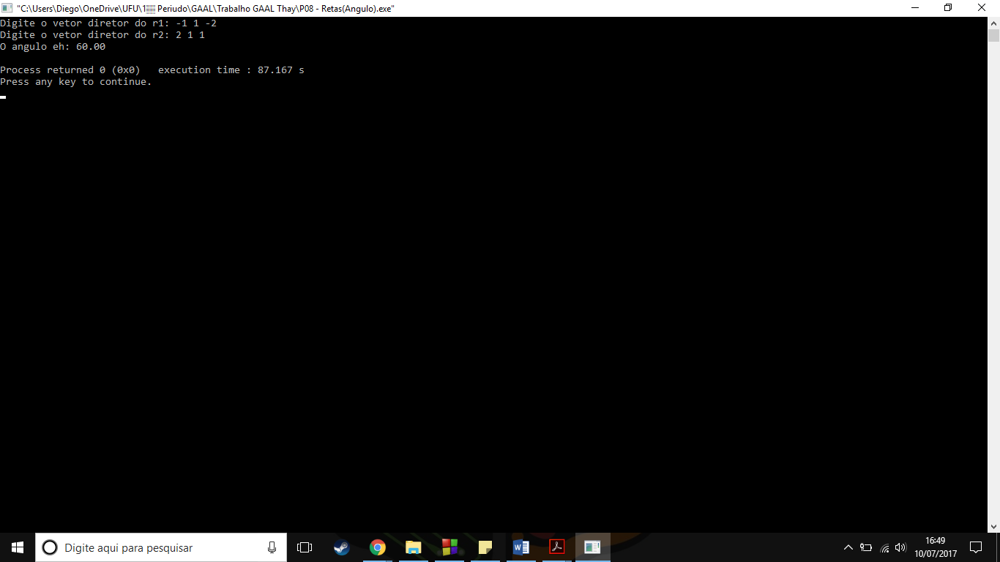 "C:\Users\Diego\OneDrive\UFU\1 Periudo\GAAL\Trabalho GAAL Thay\P08 - Retas(Angulo).exe"
Digite o vetor diretor do r1: -1 1 -2
Digite o vetor diretor do r2: 2 1 1
O angulo eh: 60.00
Process returned 0 (0x0)   execution time : 87.167 s
Press any key to continue.
Digite aqui para pesquisar
16:49
10/07/2017